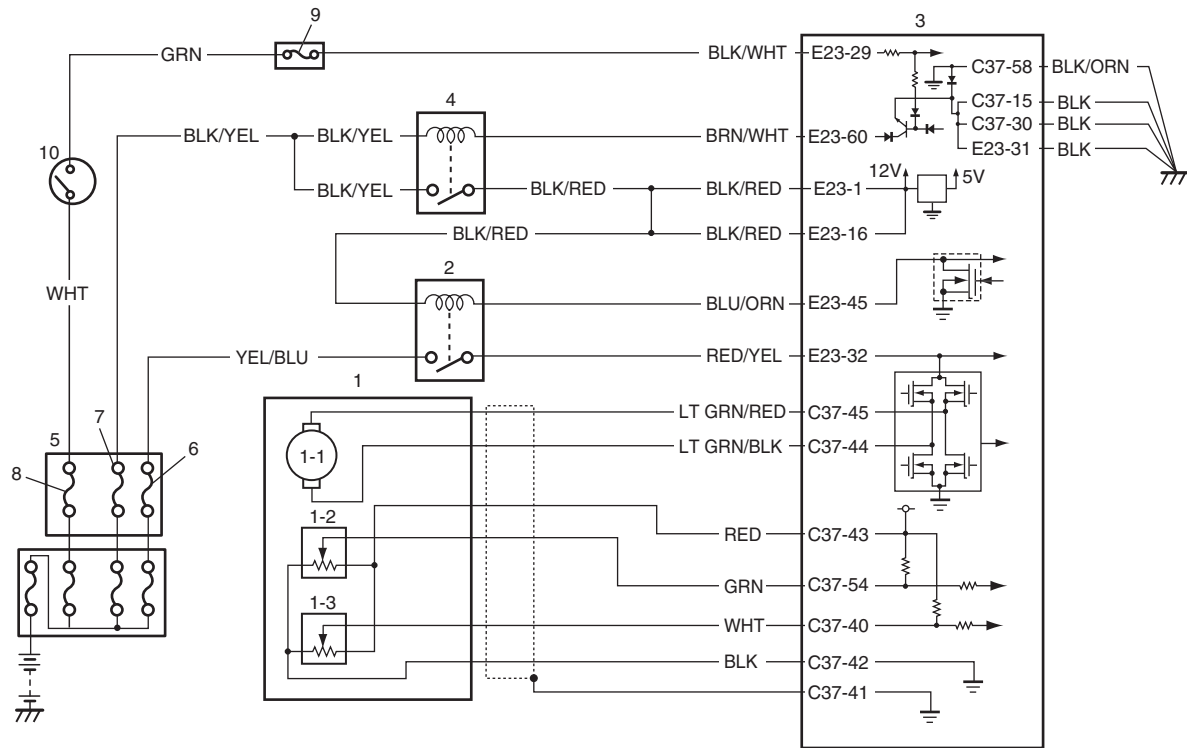 9
3
GRN
BLK/WHT
E23-29
C37-58
BLK/ORN
4
C37-15
BLK
BLK/YEL
BLK/YEL
BRN/WHT
E23-60
C37-30
BLK
10
E23-31
BLK
12V
5V
BLK/YEL
BLK/RED
BLK/RED
E23-1
BLK/RED
BLK/RED
E23-16
2
WHT
BLU/ORN
E23-45
YEL/BLU
RED/YEL
E23-32
1
7
LT GRN/RED
C37-45
5
6
8
1-1
LT GRN/BLK
C37-44
1-2
RED
C37-43
GRN
C37-54
1-3
WHT
C37-40
BLK
C37-42
C37-41